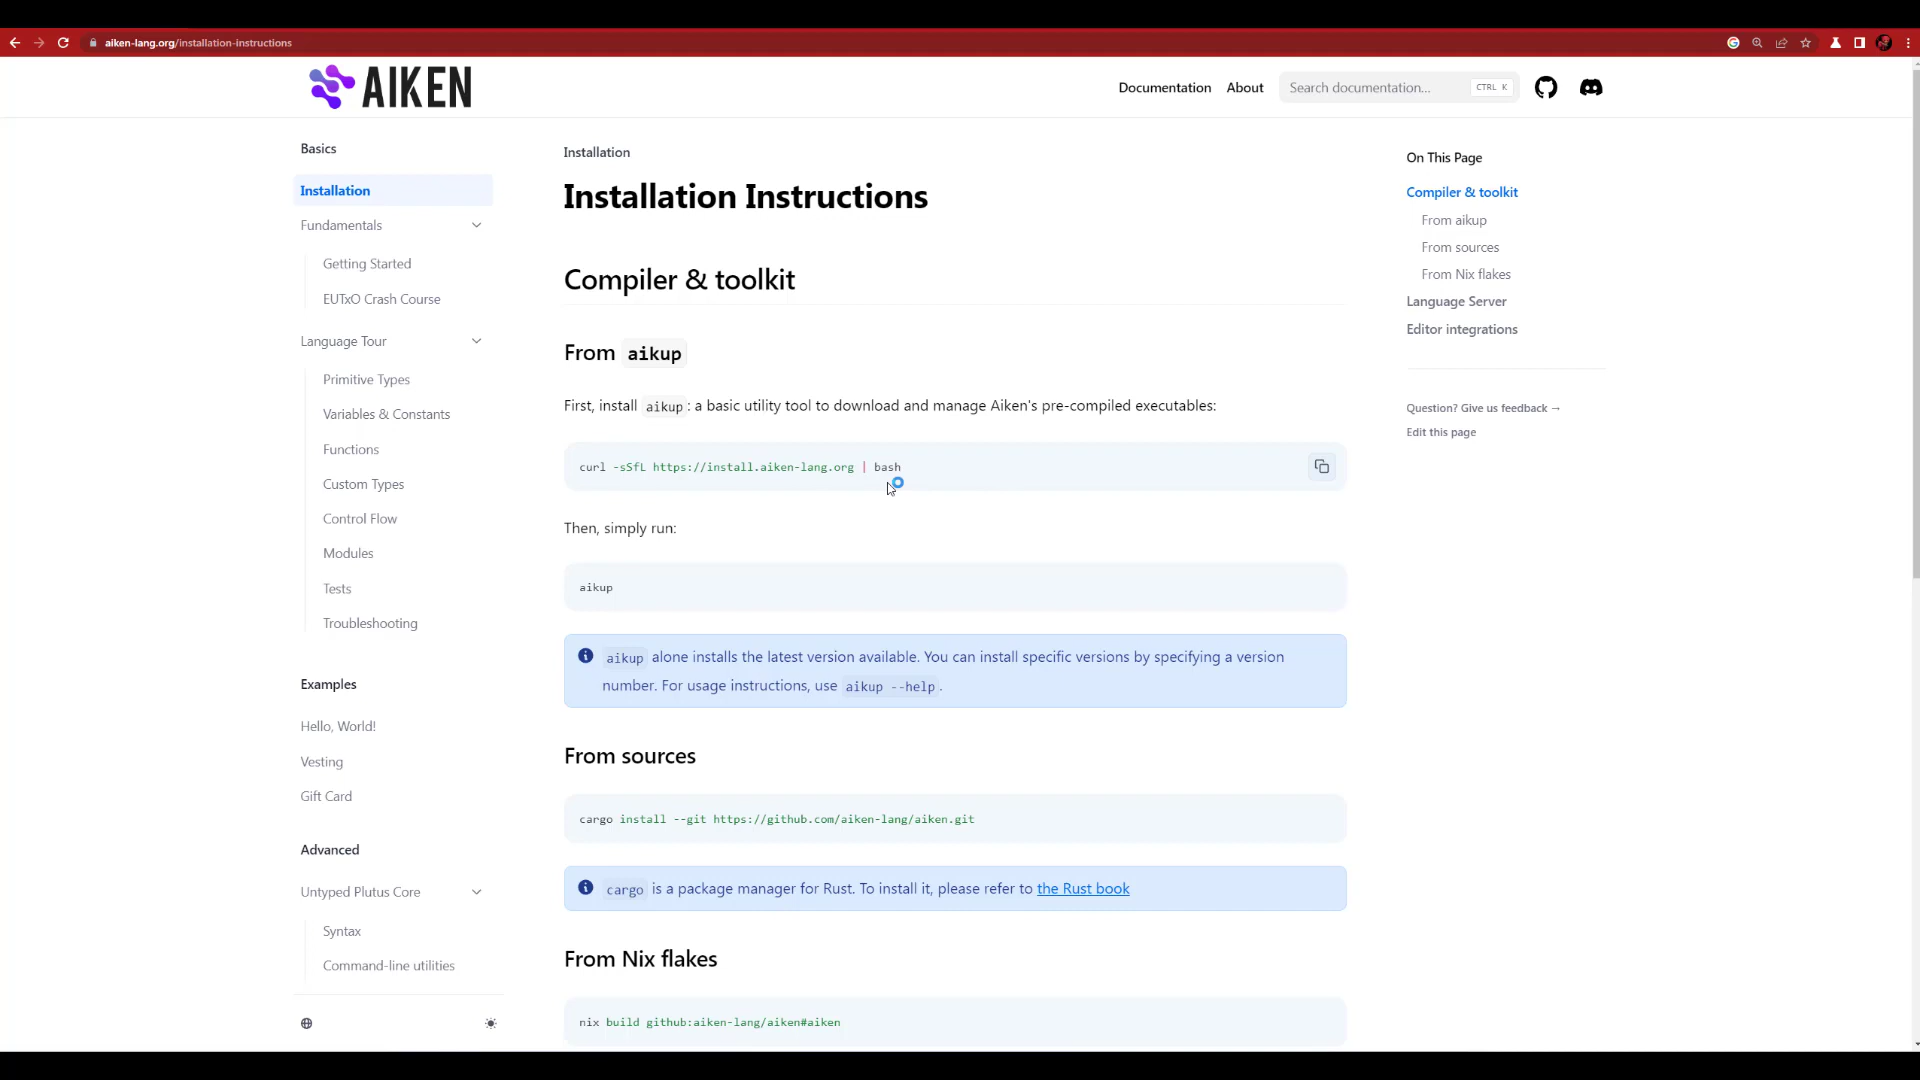 aiken-lang.org/installation-instructions
AIKEN
Documentation
About
Search documentation...
CTRL K
Basics
Installation
Fundamentals
Getting Started
EUTxO Crash Course
Language Tour
Primitive Types
Variables & Constants
Functions
Custom Types
Control Flow
Modules
Tests
Troubleshooting
Examples
Hello, World!
Vesting
Gift Card
Advanced
Untyped Plutus Core
Syntax
Command-line utilities
Installation
Installation Instructions
Compiler & toolkit
From aikup
First, install aikup: a basic utility tool to download and manage Aiken's pre-compiled executables:
curl -sSfL https://install.aiken-lang.org | bash
Then, simply run:
aikup
aikup alone installs the latest version available. You can install specific versions by specifying a version
number. For usage instructions, use aikup --help.
From sources
cargo install --git https://github.com/aiken-lang/aiken.git
cargo is a package manager for Rust. To install it, please refer to the Rust book
From Nix flakes
nix build github:aiken-lang/aiken#aiken
On This Page
Compiler & toolkit
From aikup
From sources
From Nix flakes
Language Server
Editor integrations
Question? Give us feedback →
Edit this page